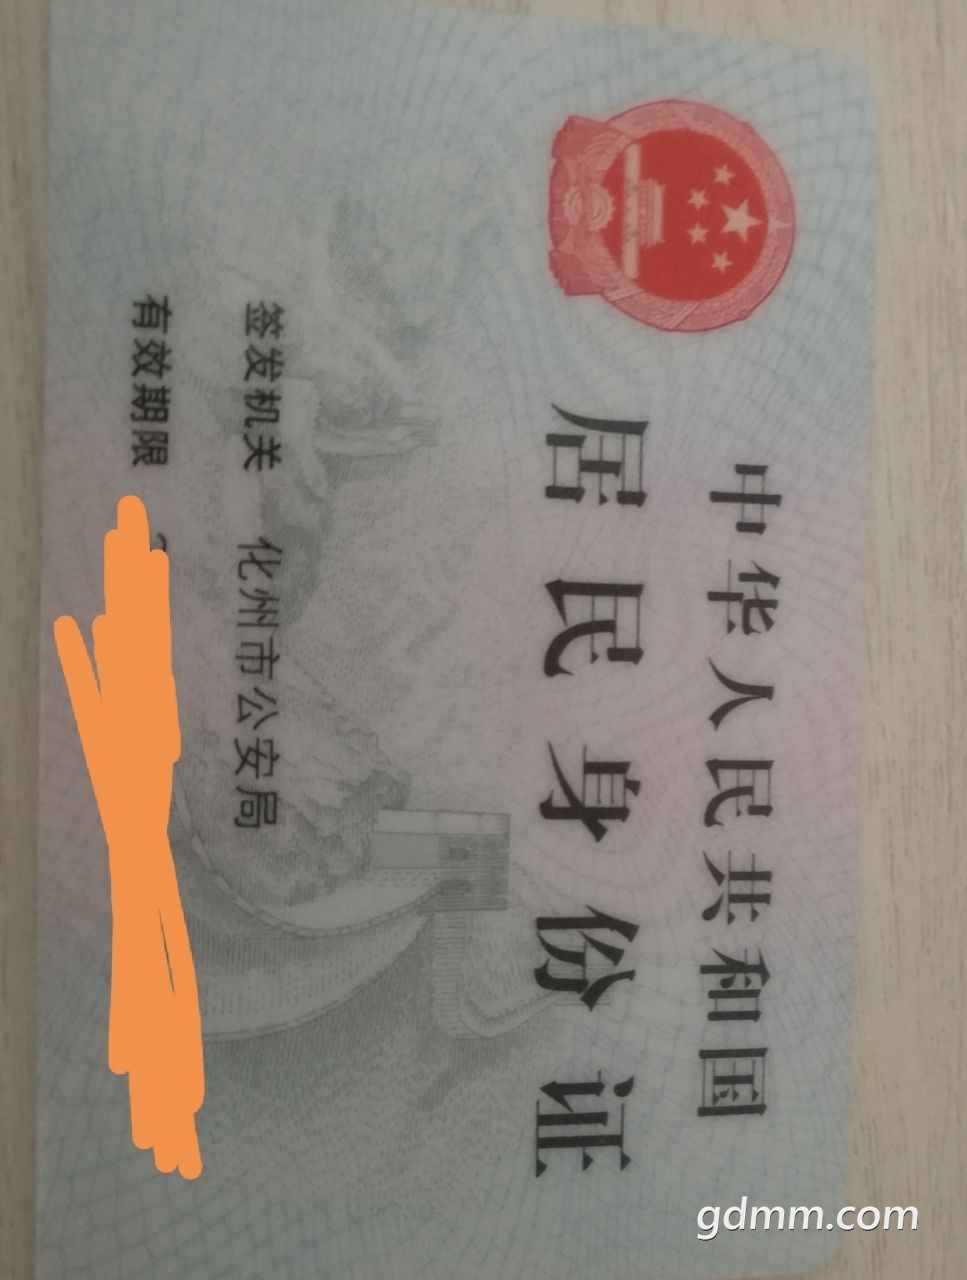 中华人民共和国
居民身份证
签发机关 化州市公安局
有效期限
gdmm.com